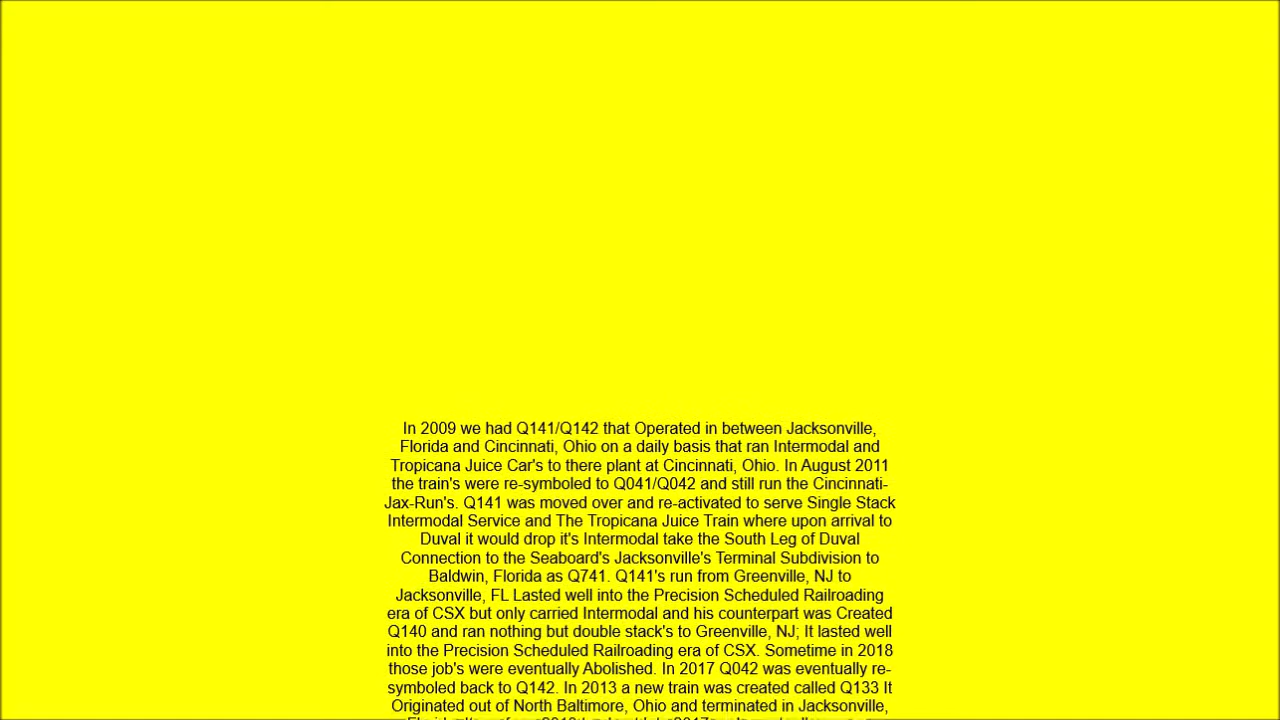 In 2009 we had Q141/Q142 that Operated in between Jacksonville,
Florida and Cincinnati, Ohio on a daily basis that ran Intermodal and
Tropicana Juice Car's to there plant at Cincinnati, Ohio. In August 2011
the train's were re-symboled to Q041/Q042 and still run the Cincinnati-
Jax-Run's. Q141 was moved over and re-activated to serve Single Stack
Intermodal Service and The Tropicana Juice Train where upon arrival to
Duval it would drop it's Intermodal take the South Leg of Duval
Connection to the Seaboard's Jacksonville's Terminal Subdivision to
Baldwin, Florida as Q741. Q141's run from Greenville, NJ to
Jacksonville, FL Lasted well into the Precision Scheduled Railroading
era of CSX but only carried Intermodal and his counterpart was Created
Q140 and ran nothing but double stack's to Greenville, NJ; It lasted well
into the Precision Scheduled Railroading era of CSX. Sometime in 2018
those job's were eventually Abolished. In 2017 Q042 was eventually re-
symboled back to Q142. In 2013 a new train was created called Q133 It
Originated out of North Baltimore, Ohio and terminated in Jacksonville,